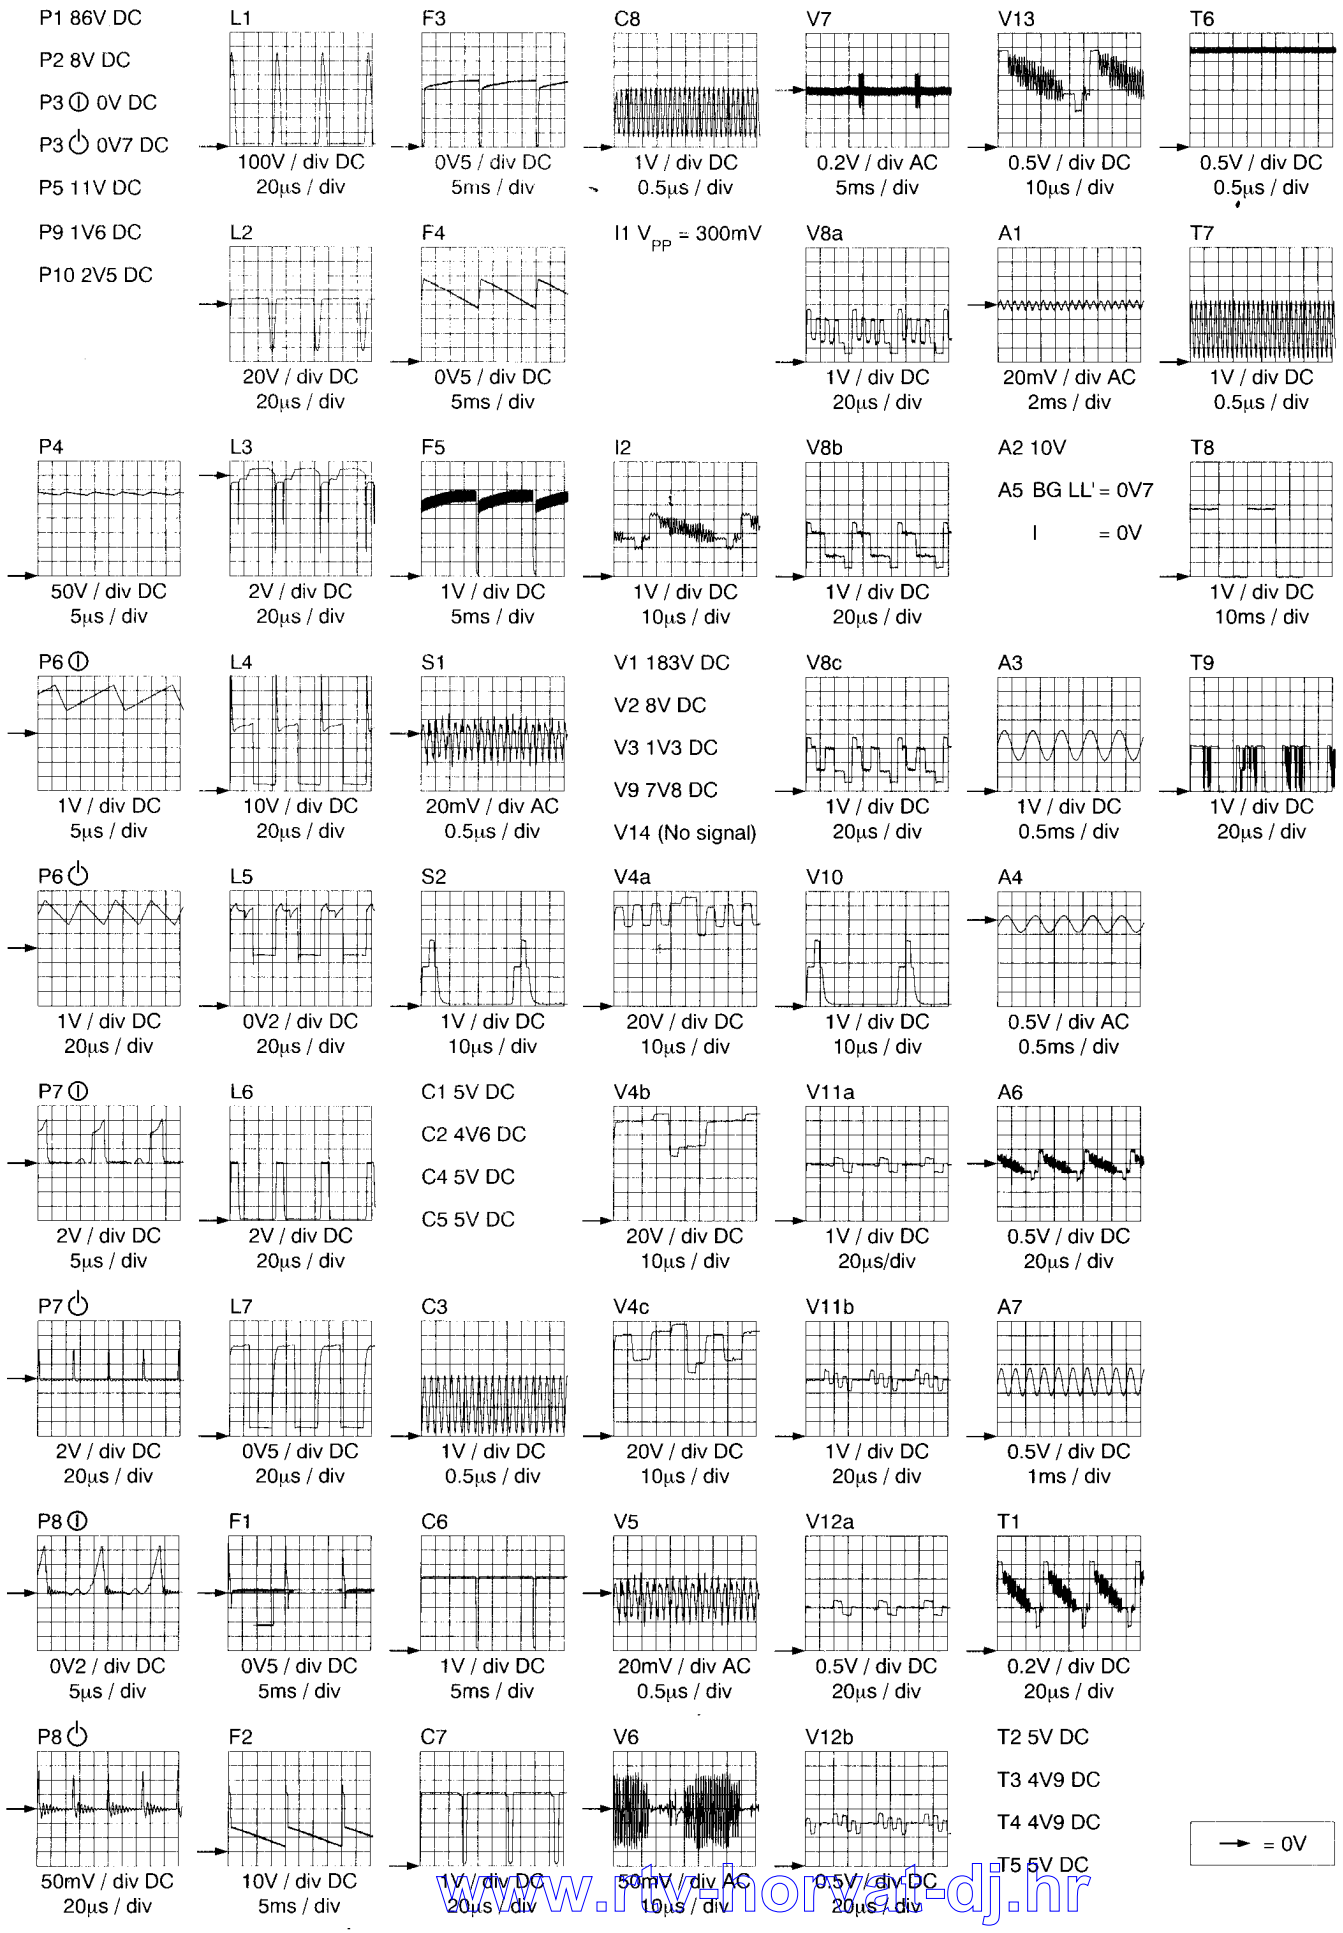 P1 86V DC
P2 8V DC
P3 0V DC
P3 0V7 DC
P5 11V DC
P9 1V6 DC
P10 2V5 DC
L1
100V / div DC
20µs / div
F3
0V5 / div DC
5ms / div
C8
1V / div DC
0.5µs / div
V7
0.2V / div AC
5ms / div
V13
0.5V / div DC
10µs / div
T6
0.5V / div DC
0.5µs / div
L2
20V / div DC
20µs / div
F4
0V5 / div DC
5ms / div
I1 VPP = 300mV
V8a
1V / div DC
20µs / div
A1
20mV / div AC
2ms / div
T7
1V / div DC
0.5µs / div
P4
50V / div DC
5µs / div
L3
2V / div DC
20µs / div
F5
1V / div DC
5ms / div
I2
1V / div DC
10µs / div
V8b
1V / div DC
20µs / div
A2 10V
A5 BG LL' = 0V7
I = 0V
T8
1V / div DC
10ms / div
P6
1V / div DC
5µs / div
L4
10V / div DC
20µs / div
S1
20mV / div AC
0.5µs / div
V1 183V DC
V2 8V DC
V3 1V3 DC
V9 7V8 DC
V14 (No signal)
V8c
1V / div DC
20µs / div
A3
1V / div DC
0.5ms / div
T9
1V / div DC
20µs / div
P6
1V / div DC
20µs / div
L5
0V2 / div DC
20µs / div
S2
1V / div DC
10µs / div
V4a
20V / div DC
10µs / div
V10
1V / div DC
10µs / div
A4
0.5V / div AC
0.5ms / div
P7
2V / div DC
5µs / div
L6
2V / div DC
20µs / div
C1 5V DC
C2 4V6 DC
C4 5V DC
C5 5V DC
V4b
20V / div DC
10µs / div
V11a
1V / div DC
20µs/div
A6
0.5V / div DC
20µs / div
P7
2V / div DC
20µs / div
L7
0V5 / div DC
20µs / div
C3
1V / div DC
0.5µs / div
V4c
20V / div DC
10µs / div
V11b
1V / div DC
20µs / div
A7
0.5V / div DC
1ms / div
P8
0V2 / div DC
5µs / div
F1
0V5 / div DC
5ms / div
C6
1V / div DC
5ms / div
V5
20mV / div AC
0.5µs / div
V12a
0.5V / div DC
20µs / div
T1
0.2V / div DC
20µs / div
P8
50mV / div DC
20µs / div
F2
10V / div DC
5ms / div
C7
1V / div DC
20µs / div
V6
50mV / div AC
10µs / div
V12b
0.5V / div DC
20µs / div
T2 5V DC
T3 4V9 DC
T4 4V9 DC
T5 5V DC
→ = 0V
www.rtv-horvat-dj.hr